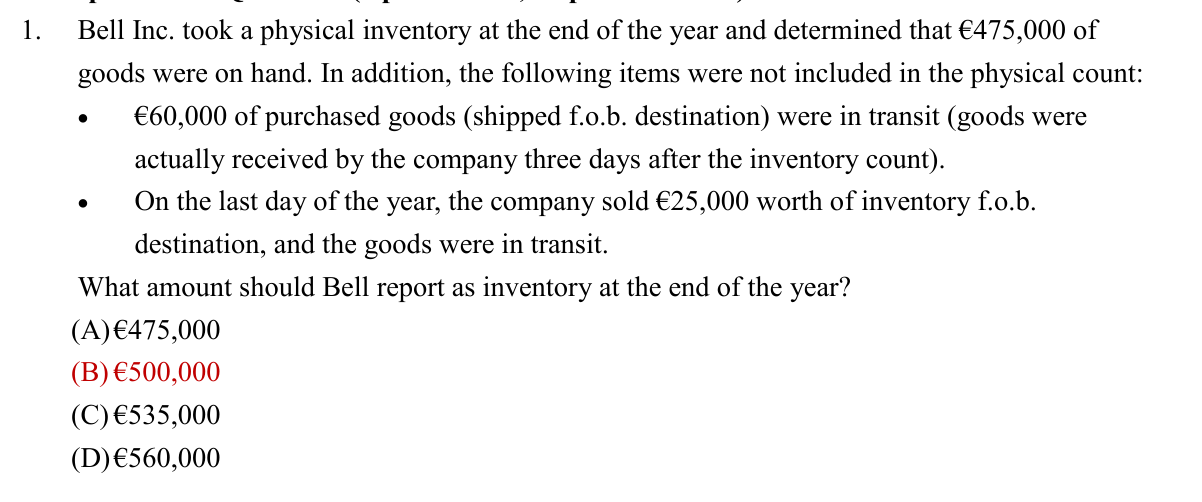 1. Bell Inc. took a physical inventory at the end of the year and determined that €475,000 of
goods were on hand. In addition, the following items were not included in the physical count:
• €60,000 of purchased goods (shipped f.o.b. destination) were in transit (goods were
actually received by the company three days after the inventory count).
• On the last day of the year, the company sold €25,000 worth of inventory f.o.b.
destination, and the goods were in transit.
What amount should Bell report as inventory at the end of the year?
(A) €475,000
(B) €500,000
(C) €535,000
(D) €560,000